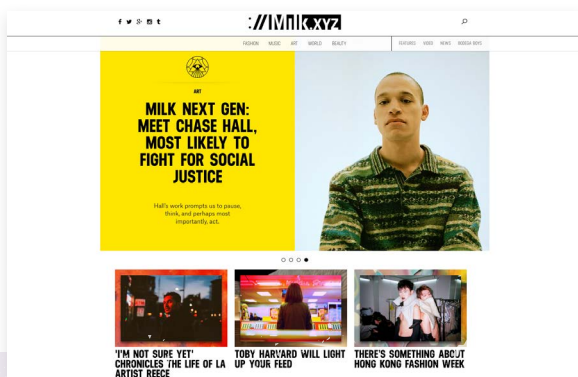 ://Milk.xyz
FASHION MUSIC ART WORLD BEAUTY
FEATURES VIDEO NEWS
ART
MILK NEXT GEN:
MEET CHASE HALL,
MOST LIKELY TO
FIGHT FOR SOCIAL
JUSTICE
Hall's work prompts us to pause,
think, and perhaps most
importantly, act.
'I'M NOT SURE YET'
CHRONICLES THE LIFE OF LA
ARTIST REECE
TOBY HARVARD WILL LIGHT
UP YOUR FEED
THERE'S SOMETHING ABOUT
HONG KONG FASHION WEEK